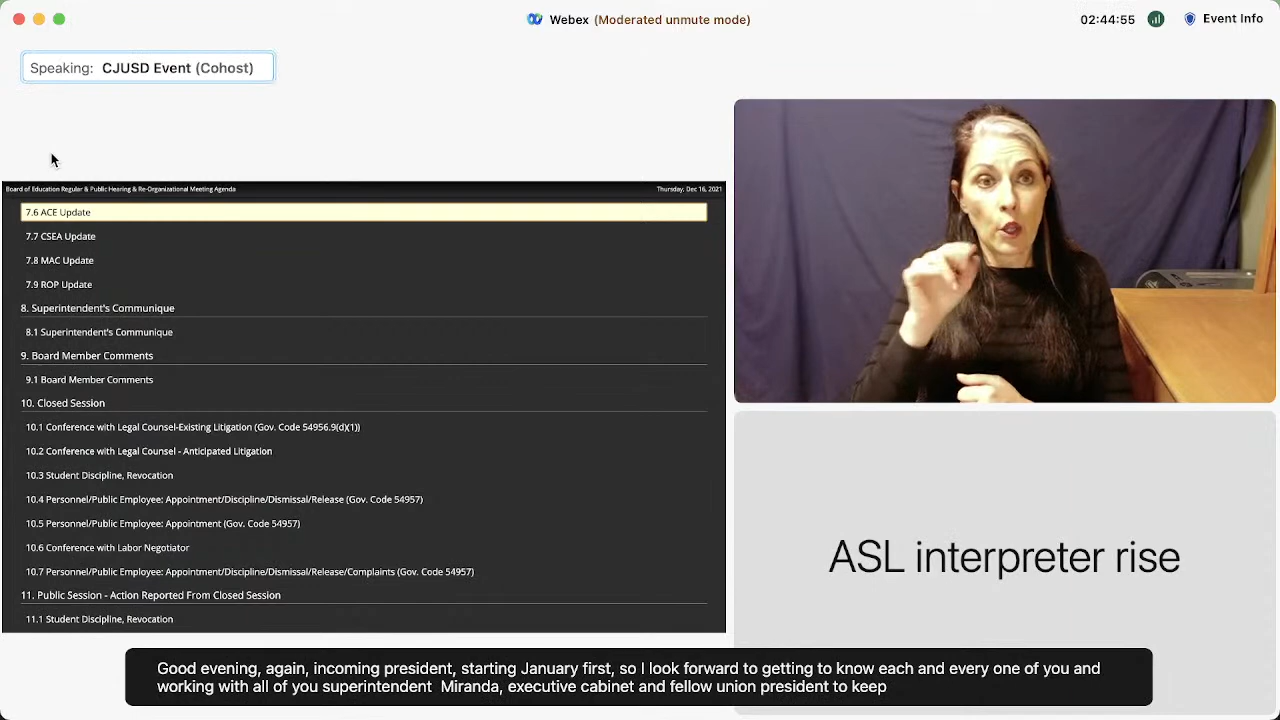 Webex (Moderated unmute mode)
02:44:55
Event Info
Speaking: CJUSD Event (Cohost)
Board of Education Regular & Public Hearing & Re-Organizational Meeting Agenda
Thursday: Dec 16, 2021
7.6 ACE Update
7.7 CSEA Update
7.8 MAC Update
7.9 ROP Update
8. Superintendent's Communique
8.1 Superintendent's Communique
9. Board Member Comments
9.1 Board Member Comments
10. Closed Session
10.1 Conference with Legal Counsel-Existing Litigation (Gov. Code 54956.9(d)(1))
10.2 Conference with Legal Counsel - Anticipated Litigation
10.3 Student Discipline, Revocation
10.4 Personnel/Public Employee: Appointment/Discipline/Dismissal/Release (Gov. Code 54957)
10.5 Personnel/Public Employee: Appointment (Gov. Code 54957)
10.6 Conference with Labor Negotiator
10.7 Personnel/Public Employee: Appointment/Discipline/Dismissal/Release/Complaints (Gov. Code 54957)
11. Public Session - Action Reported From Closed Session
11.1 Student Discipline, Revocation
ASL interpreter rise
Good evening, again, incoming president, starting January first, so I look forward to getting to know each and every one of you and
working with all of you superintendent  Miranda, executive cabinet and fellow union president to keep